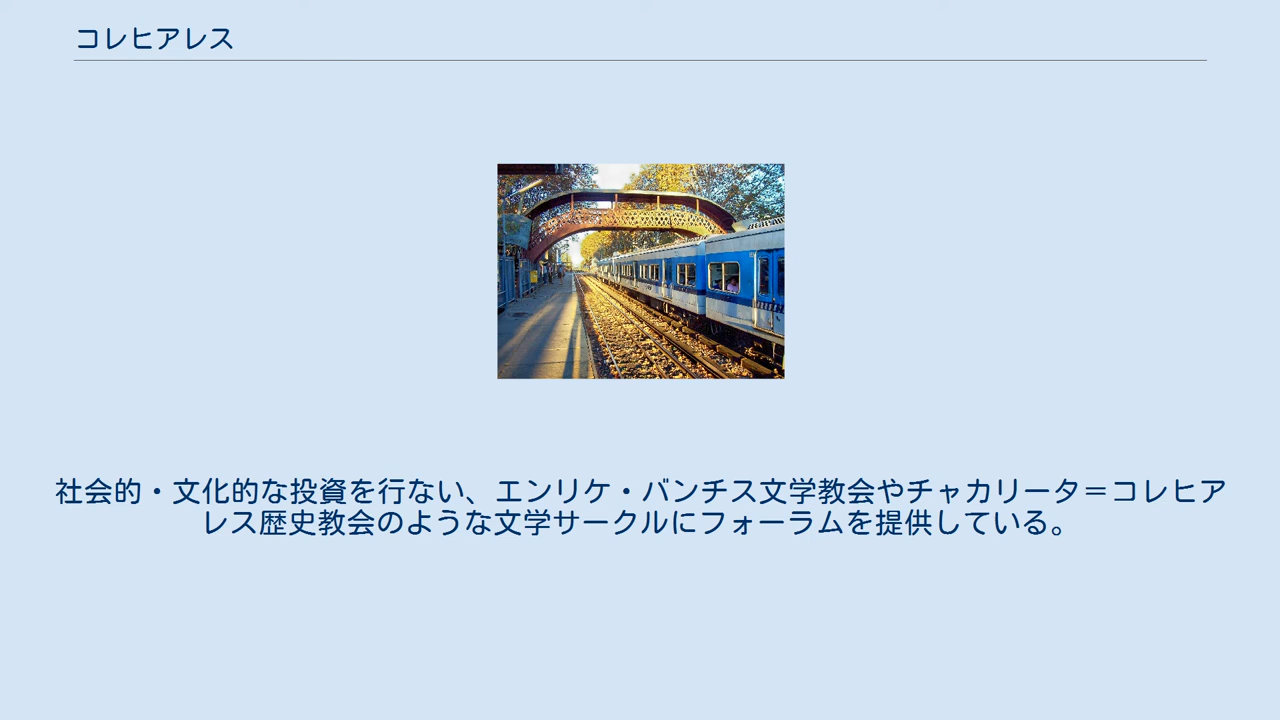 コレヒアレス
社会的・文化的な投資を行ない、エンリケ・バンチス文学教会やチャカリータ＝コレヒア
レス歴史教会のような文学サークルにフォーラムを提供している。